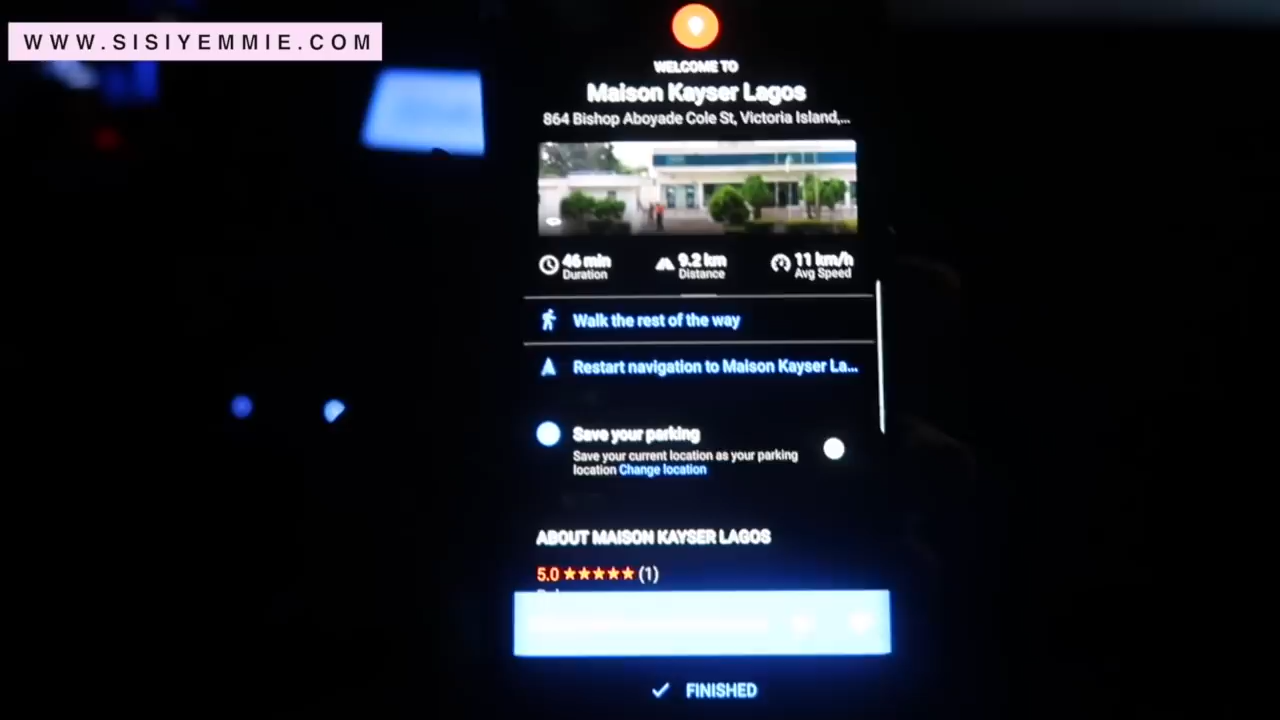 WWW.SISIYEMMIE.COM
WELCOME TO
Maison Kayser Lagos
864 Bishop Aboyade Cole St, Victoria Island,...
46 min
Duration
9.2 km
Distance
11 km/h
Avg Speed
Walk the rest of the way
Restart navigation to Maison Kayser La...
Save your parking
Save your current location as your parking
location Change location
ABOUT MAISON KAYSER LAGOS
5.0 ★★★★★ (1)
FINISHED